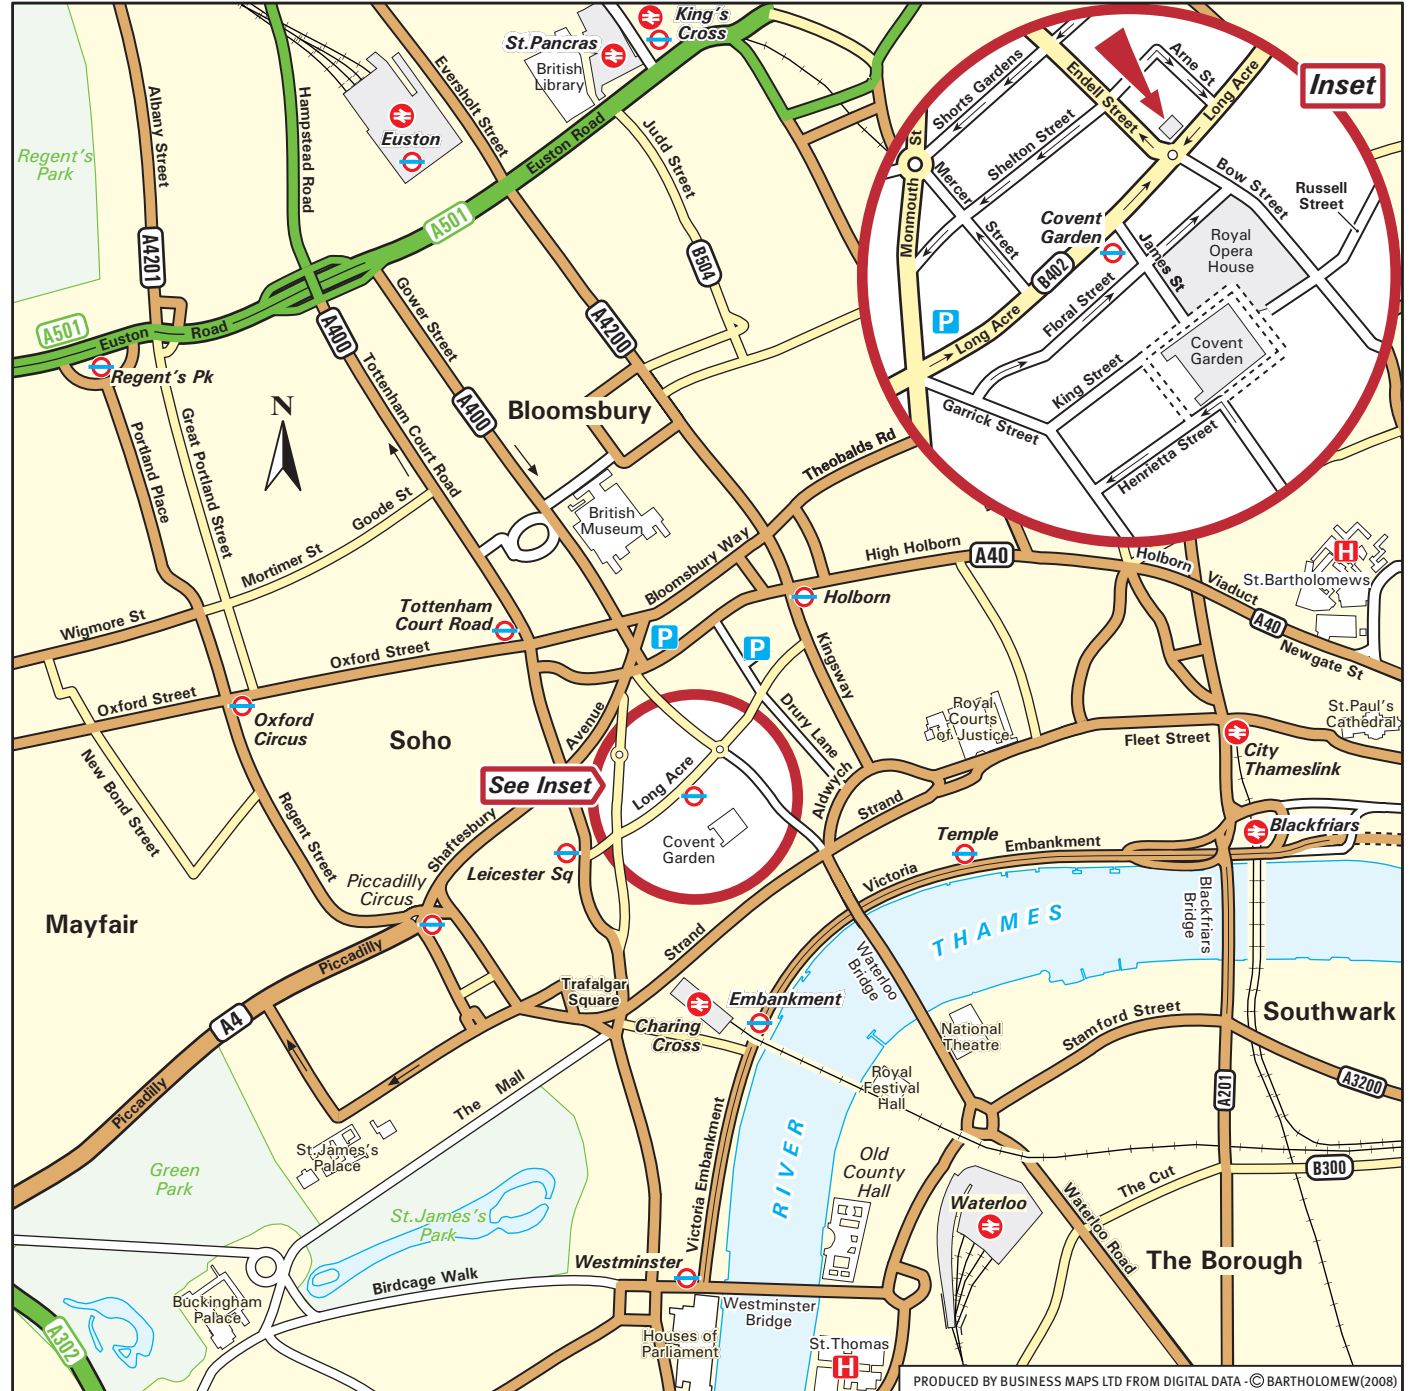 King's
Cross
St.Pancras
British
Library
Euston
Regent's
Park
Albany Street
Hampstead Road
Eversholt Street
Euston Road
Judd Street
A501
A4201
B504
A501
Euston Road
Regent's Pk
A400
Gower Street
A4200
Tottenham Court Road
A400
Bloomsbury
N
Portland Place
Great Portland Street
Goode St
Mortimer St
British
Museum
Theobalds Rd
Bloomsbury Way
High Holborn
A40
Holborn
Viaduct
A40
Newgate St
H
St.Bartholomews
Wigmore St
Tottenham
Court Road
Holborn
P
P
Oxford Street
Oxford Street
Oxford
Circus
Soho
Avenue
Kingsway
Drury Lane
Royal
Courts
of Justice
St.Paul's
Cathedral
Fleet Street
City
Thameslink
New Bond Street
See Inset
Long Acre
Aldwych
Strand
Regent Street
Shaftesbury
Leicester Sq
Covent
Garden
Temple
Embankment
Blackfriars
Victoria
Piccadilly
Circus
Mayfair
Piccadilly
Strand
THAMES
Blackfriars
Bridge
Waterloo
Bridge
Trafalgar
Square
Embankment
Charing
Cross
A4
National
Theatre
Stamford Street
Southwark
A3200
A201
Royal
Festival
Hall
The Mall
Piccadilly
St.James's
Palace
Green
Park
St.James's
Park
Victoria Embankment
RIVER
Old
County
Hall
Waterloo
Waterloo Road
The Cut
B300
The Borough
Westminster
Birdcage Walk
Buckingham
Palace
Westminster
Bridge
Houses of
Parliament
St.Thomas
H
A302
Inset
Shorts Gardens
Endell Street
Arne St
Long Acre
Monmouth St
Mercer
Street
Shelton Street
Bow Street
Russell
Street
Covent
Garden
James St
Royal
Opera
House
B402
P
Long Acre
Floral Street
Covent
Garden
King Street
Garrick Street
Henrietta Street
PRODUCED BY BUSINESS MAPS LTD FROM DIGITAL DATA - © BARTHOLOMEW(2008)